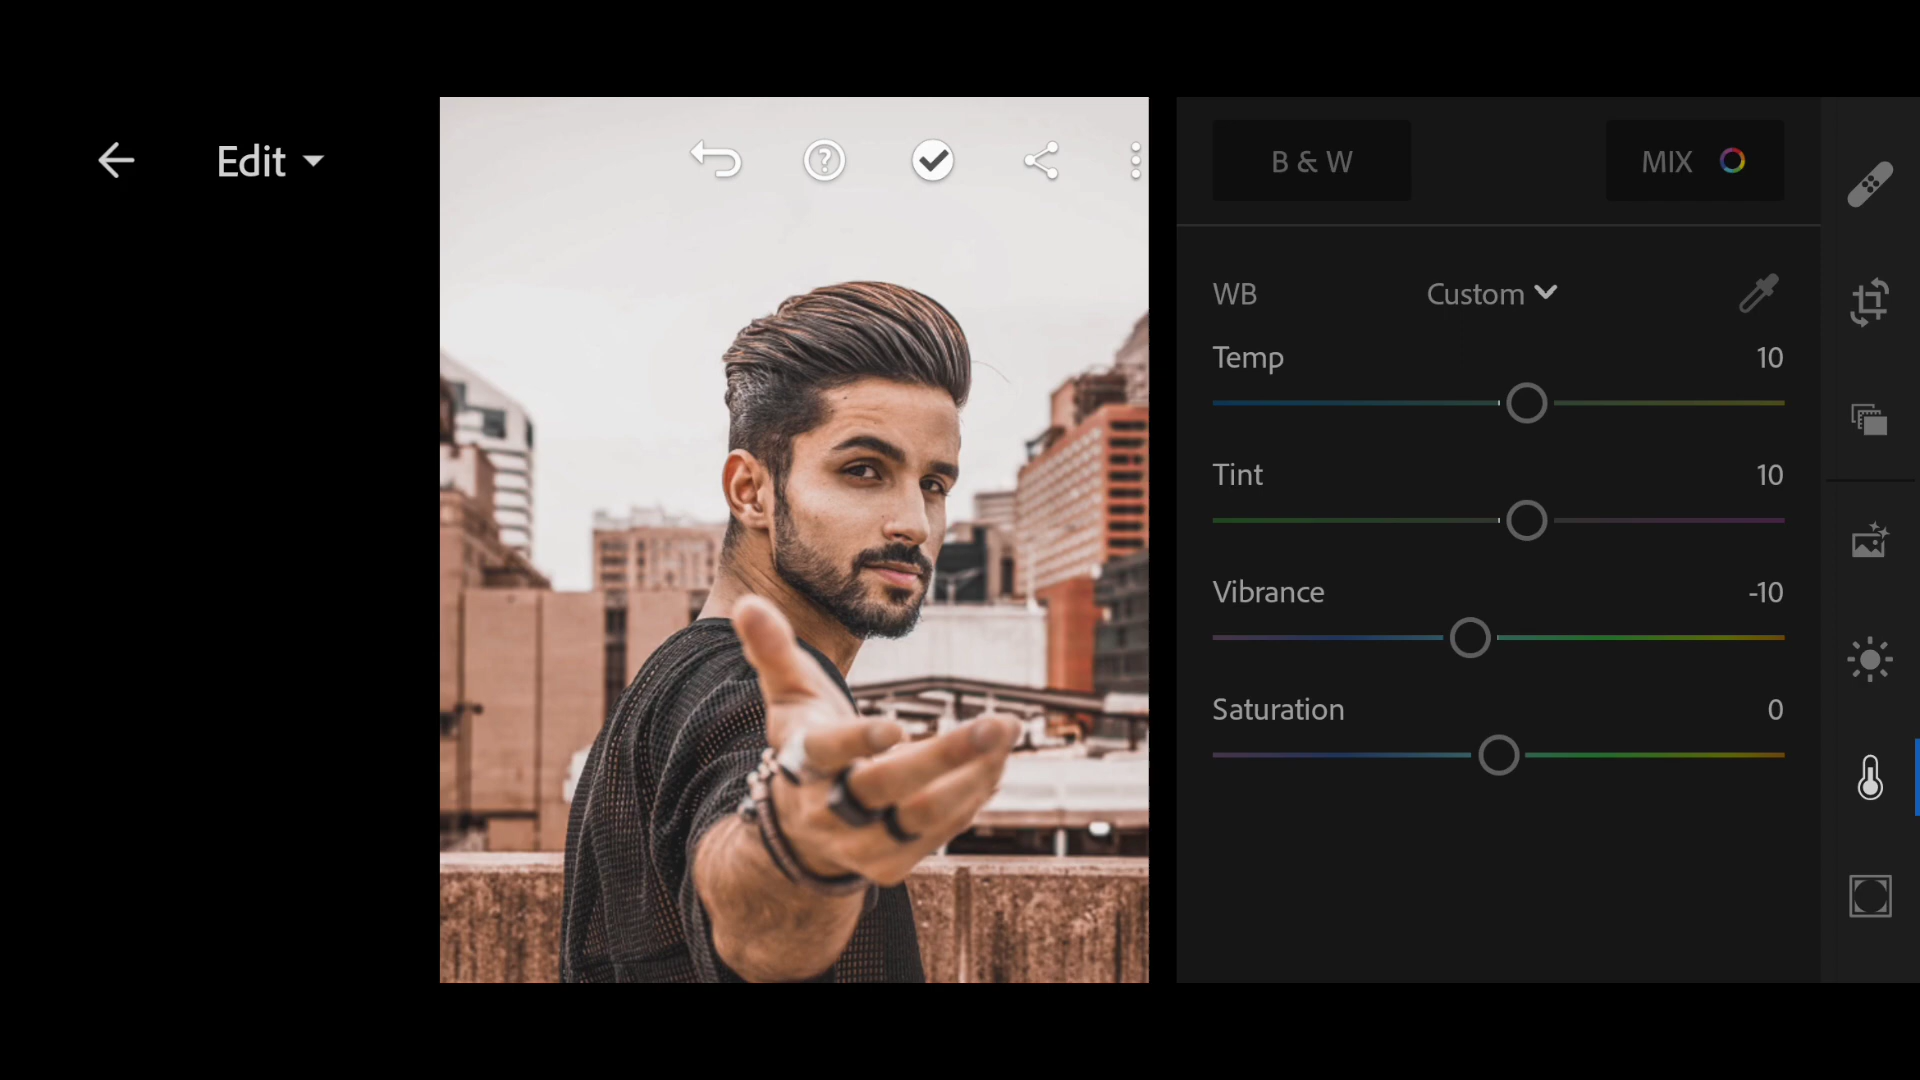 Edit
?
B & W
MIX
WB
Custom
Temp
10
Tint
10
Vibrance
-10
Saturation
0